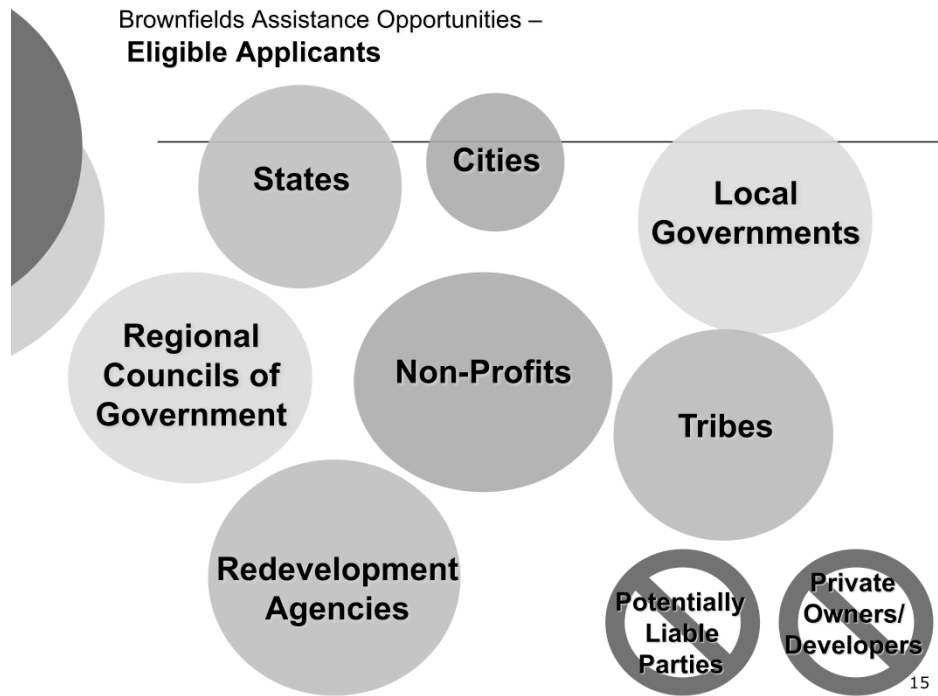 Brownfields Assistance Opportunities –
Eligible Applicants
States
Cities
Local
Governments
Regional
Councils of
Government
Non-Profits
Tribes
Redevelopment
Agencies
Potentially
Liable
Parties
Private
Owners/
Developers
15